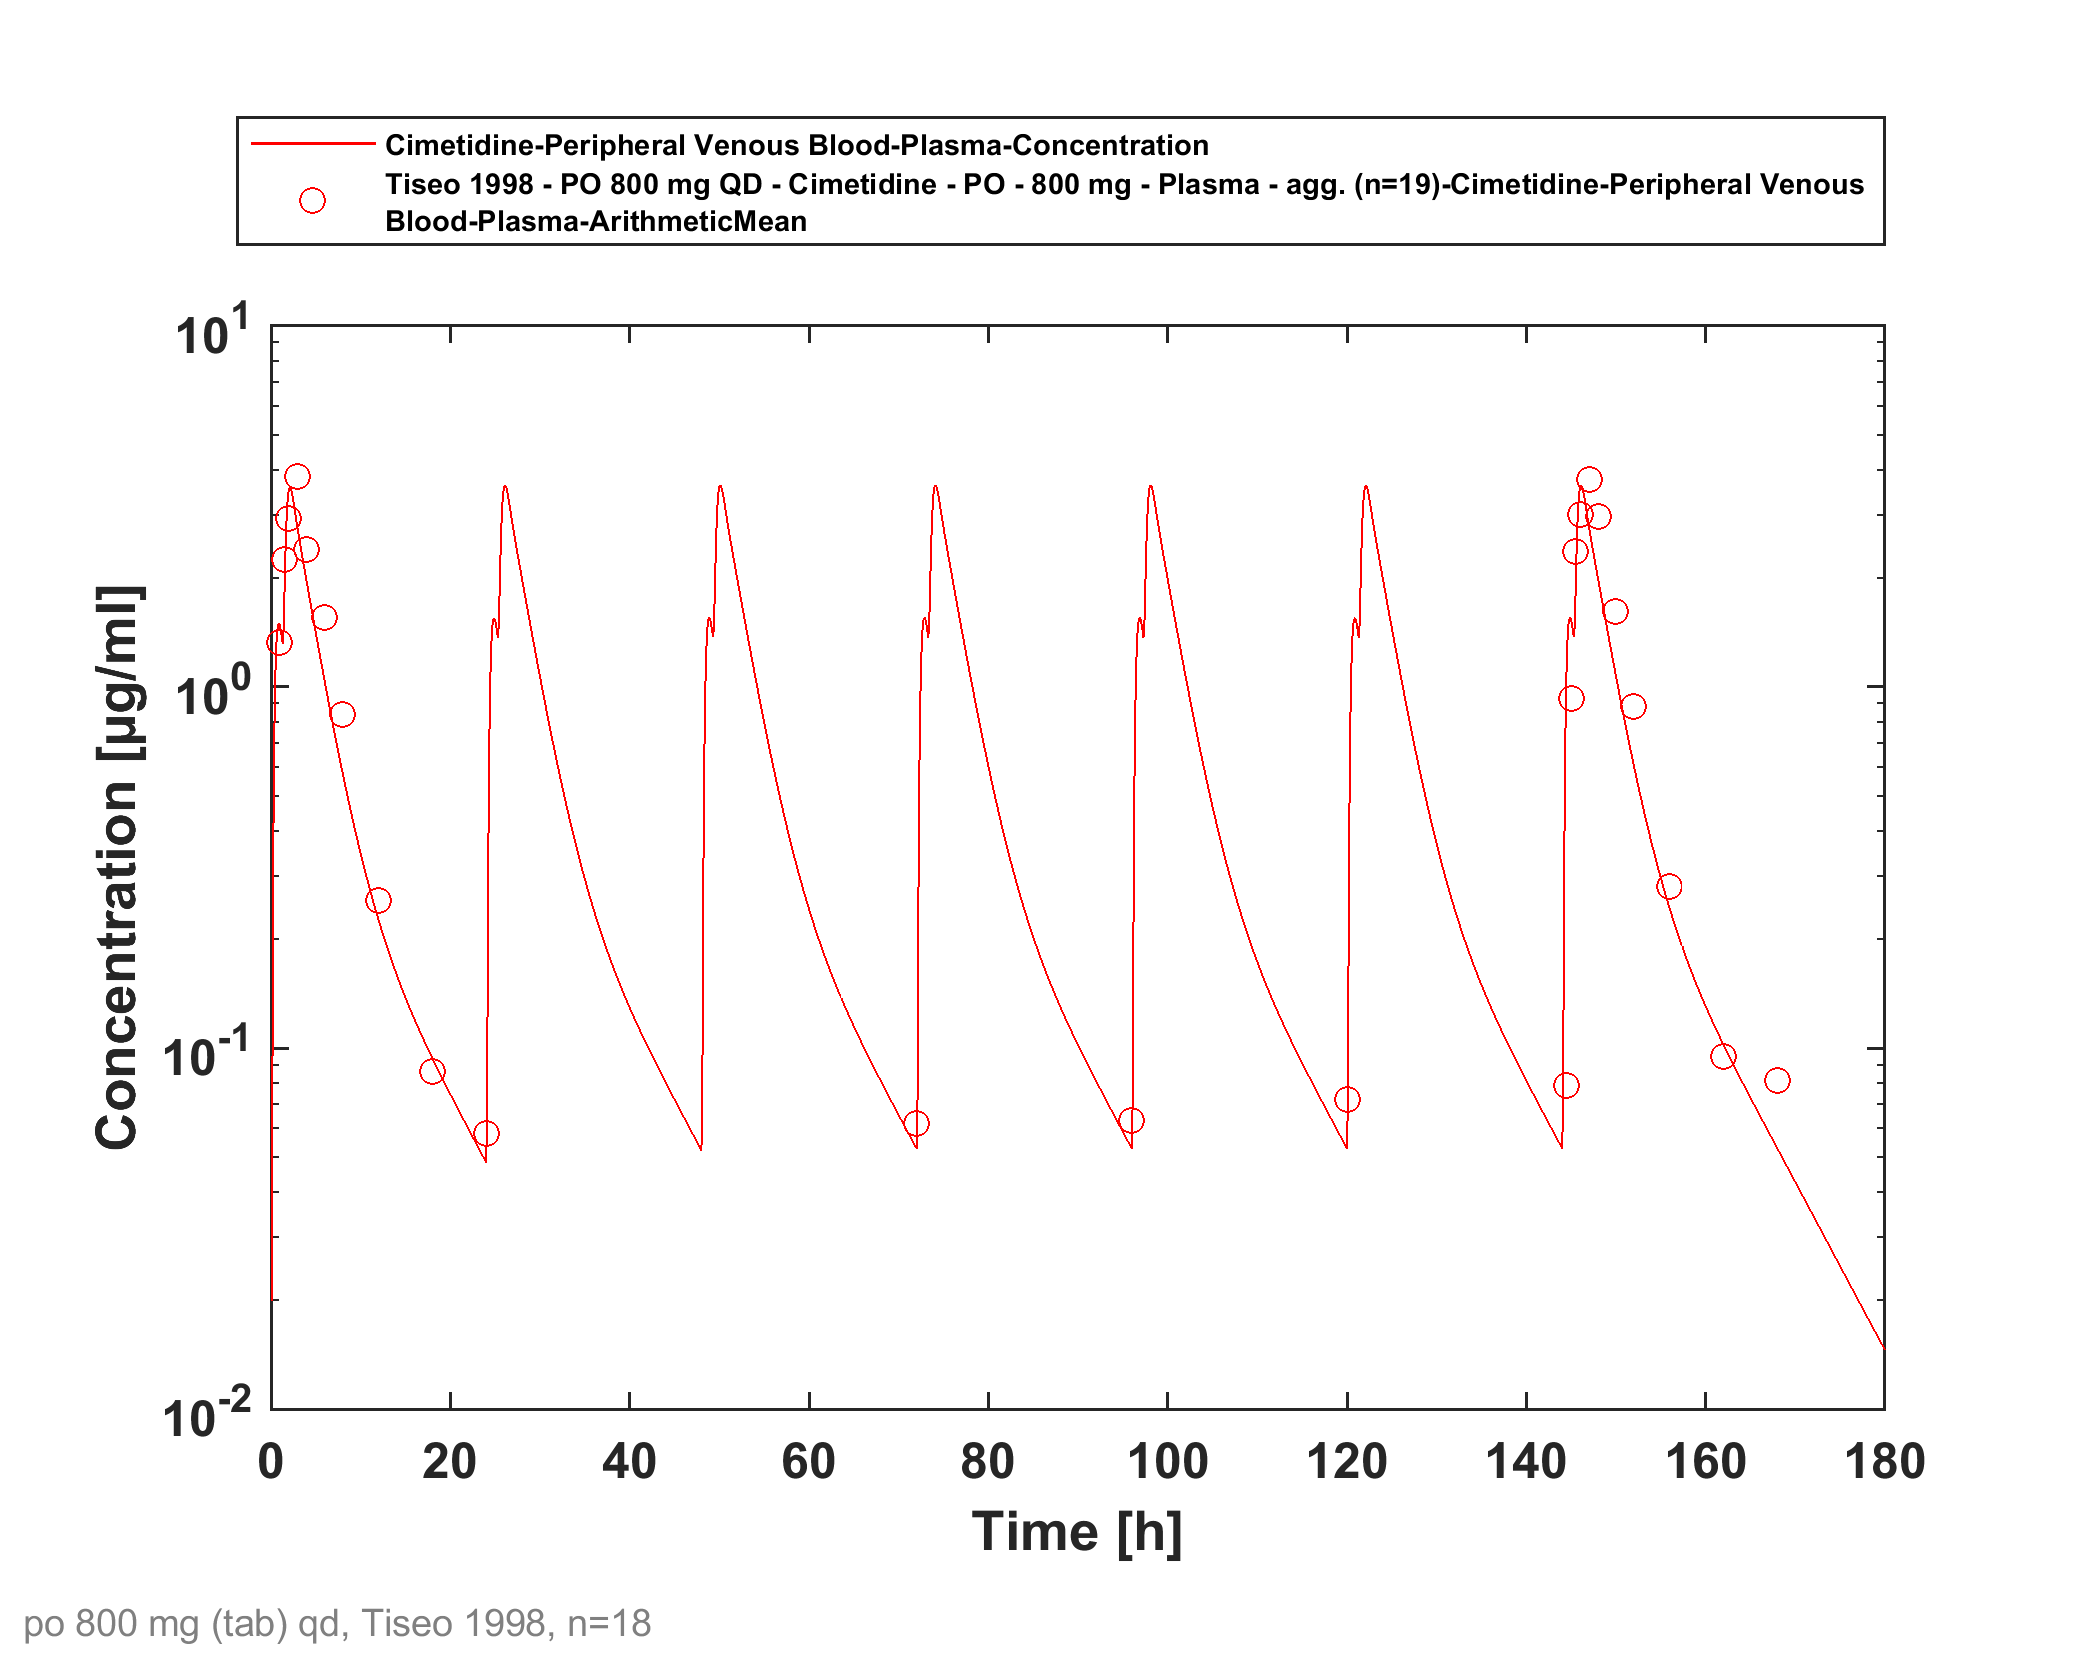 Cimetidine-Peripheral Venous Blood-Plasma-Concentration
Tiseo 1998 - PO 800 mg QD - Cimetidine - PO - 800 mg - Plasma - agg. (n=19)-Cimetidine-Peripheral Venous
Blood-Plasma-ArithmeticMean
10^1
10^0
10^-1
10^-2
Concentration [µg/ml]
0 20 40 60 80 100 120 140 160 180
Time [h]
po 800 mg (tab) qd, Tiseo 1998, n=18